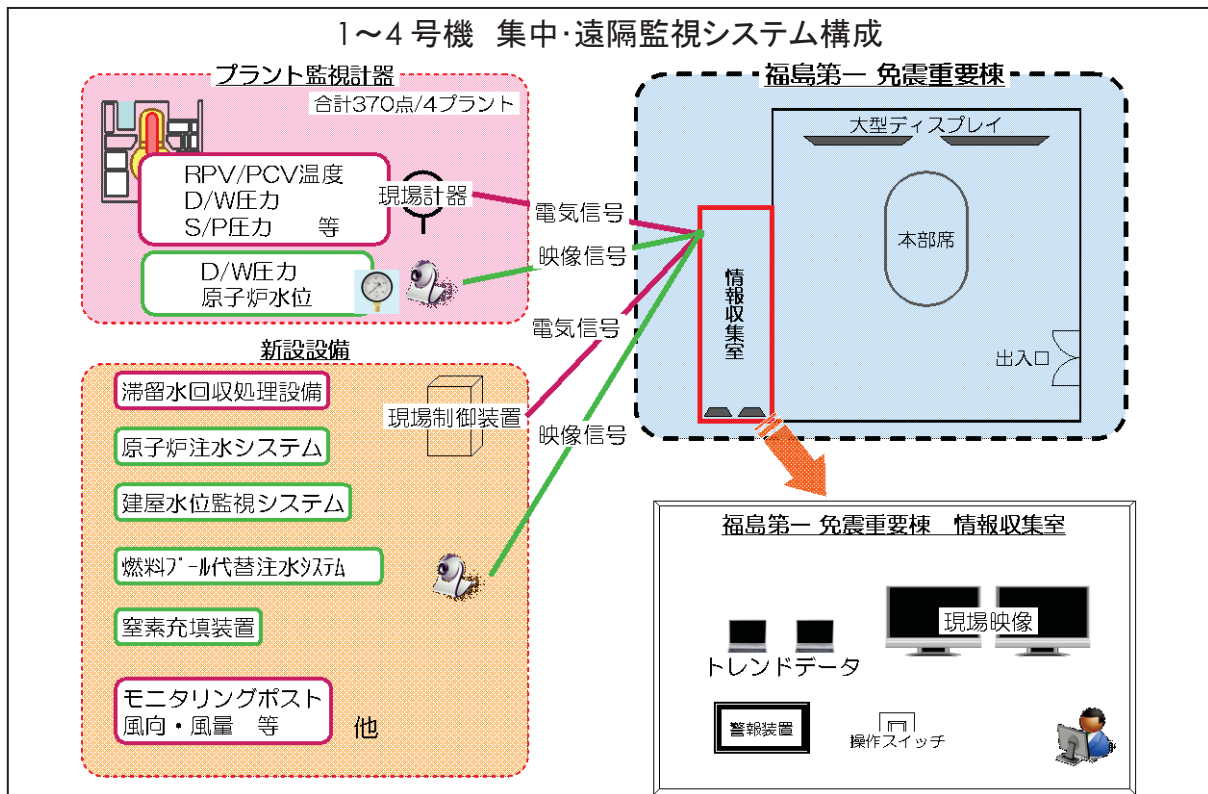 1～4号機 集中・遠隔監視システム構成
プラント監視計器
合計370点/4プラント
RPV/PCV温度
D/W圧力
S/P圧力 等
現場計器
D/W圧力
原子炉水位
電気信号
映像信号
電気信号
映像信号
新設設備
滞留水回収処理設備
原子炉注水システム
建屋水位監視システム
燃料ﾌﾟｰﾙ代替注水ｼｽﾃﾑ
窒素充填装置
モニタリングポスト
風向・風量 等
他
現場制御装置
福島第一 免震重要棟
大型ディスプレイ
本部席
情報収集室
出入口
福島第一 免震重要棟 情報収集室
現場映像
トレンドデータ
警報装置
操作スイッチ